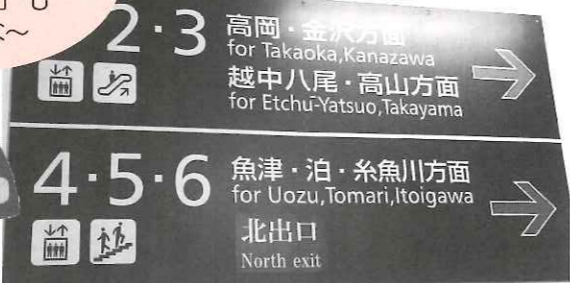 2・3
高岡・金沢方面
for Takaoka,Kanazawa
越中八尾・高山方面
for Etchū-Yatsuo,Takayama
4・5・6
魚津・泊・糸魚川方面
for Uozu,Tomari,Itoigawa
北出口
North exit